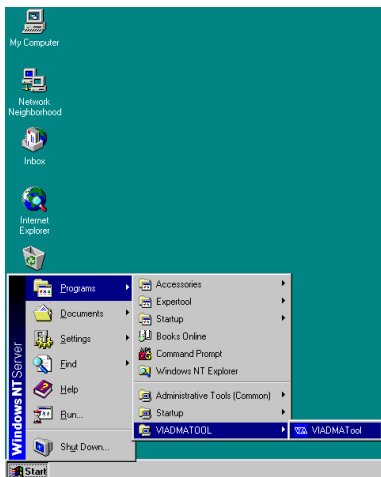 My Computer
Network
Neighborhood
Inbox
Internet
Explorer
Windows NT Server
Programs
Documents
Settings
Find
Help
Run...
Shut Down...
Accessories
Expertool
Startup
Books Online
Command Prompt
Windows NT Explorer
Administrative Tools (Common)
Startup
VIADMATOOL
VIADMATool
Start